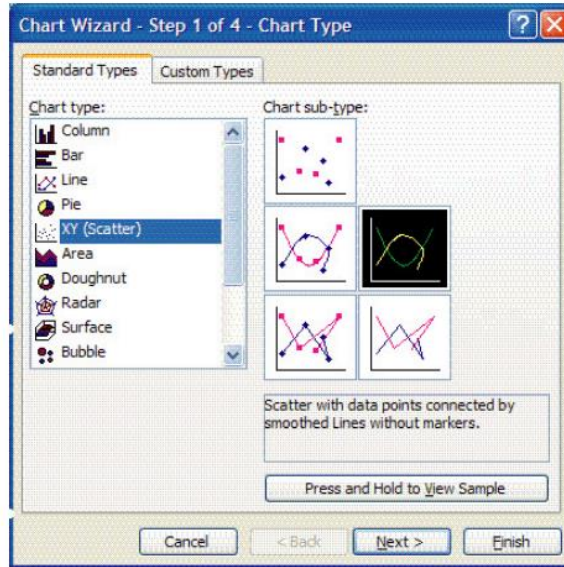 Chart Wizard - Step 1 of 4 - Chart Type
Standard Types
Custom Types
Chart type:
Column
Bar
Line
Pie
XY (Scatter)
Area
Doughnut
Radar
Surface
Bubble
Chart sub-type:
Scatter with data points connected by
smoothed Lines without markers.
Press and Hold to View Sample
Cancel
< Back
Next >
Finish